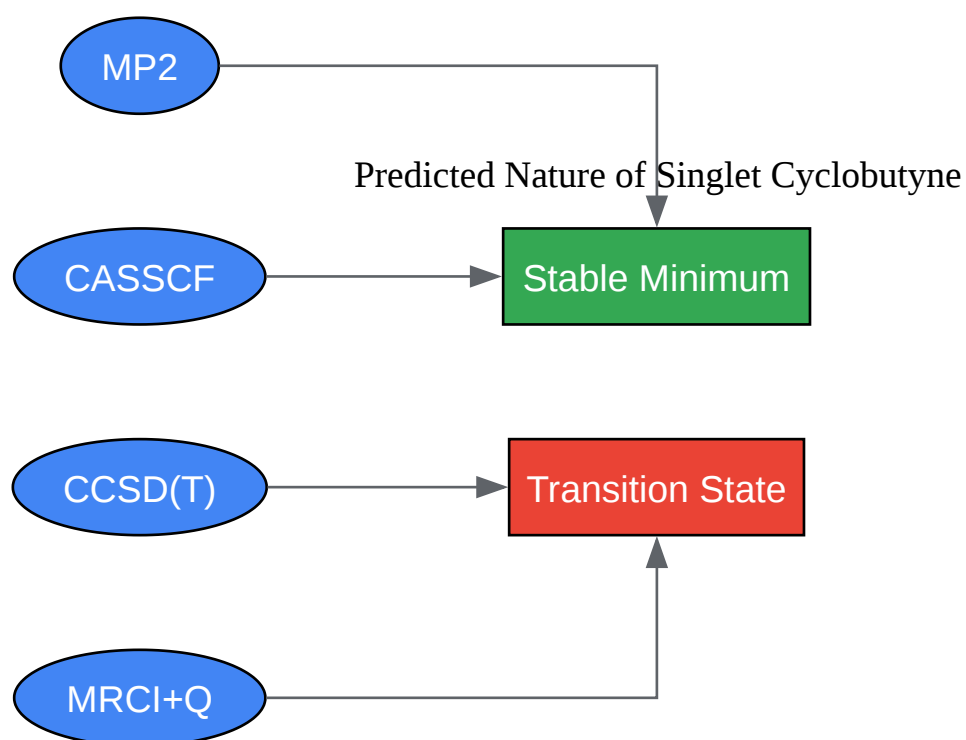 MP2
Predicted Nature of Singlet Cyclobutyne
CASSCF
Stable Minimum
CCSD(T)
Transition State
MRCI+Q